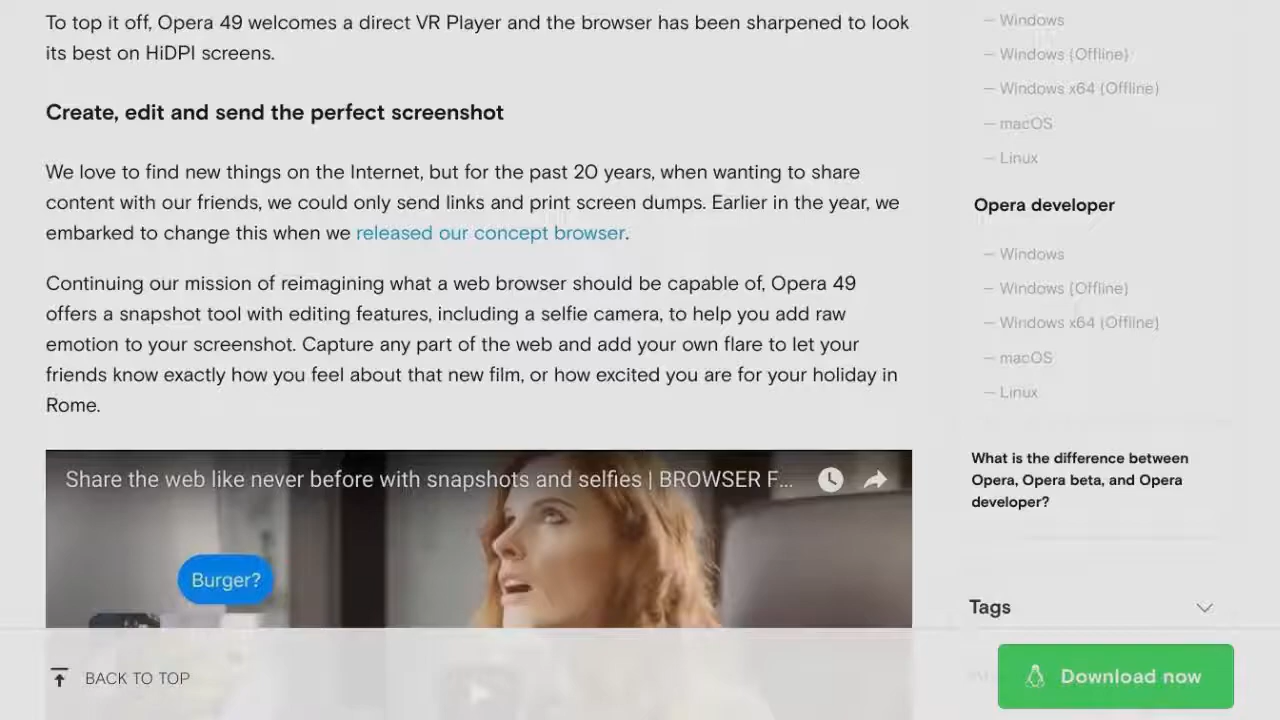 To top it off, Opera 49 welcomes a direct VR Player and the browser has been sharpened to look
its best on HiDPI screens.
Create, edit and send the perfect screenshot
We love to find new things on the Internet, but for the past 20 years, when wanting to share
content with our friends, we could only send links and print screen dumps. Earlier in the year, we
embarked to change this when we released our concept browser.
Continuing our mission of reimagining what a web browser should be capable of, Opera 49
offers a snapshot tool with editing features, including a selfie camera, to help you add raw
emotion to your screenshot. Capture any part of the web and add your own flare to let your
friends know exactly how you feel about that new film, or how excited you are for your holiday in
Rome.
Share the web like never before with snapshots and selfies | BROWSER F...
Burger?
BACK TO TOP
— Windows
— Windows (Offline)
— Windows x64 (Offline)
— macOS
— Linux
Opera developer
— Windows
— Windows (Offline)
— Windows x64 (Offline)
— macOS
— Linux
What is the difference between
Opera, Opera beta, and Opera
developer?
Tags
Download now